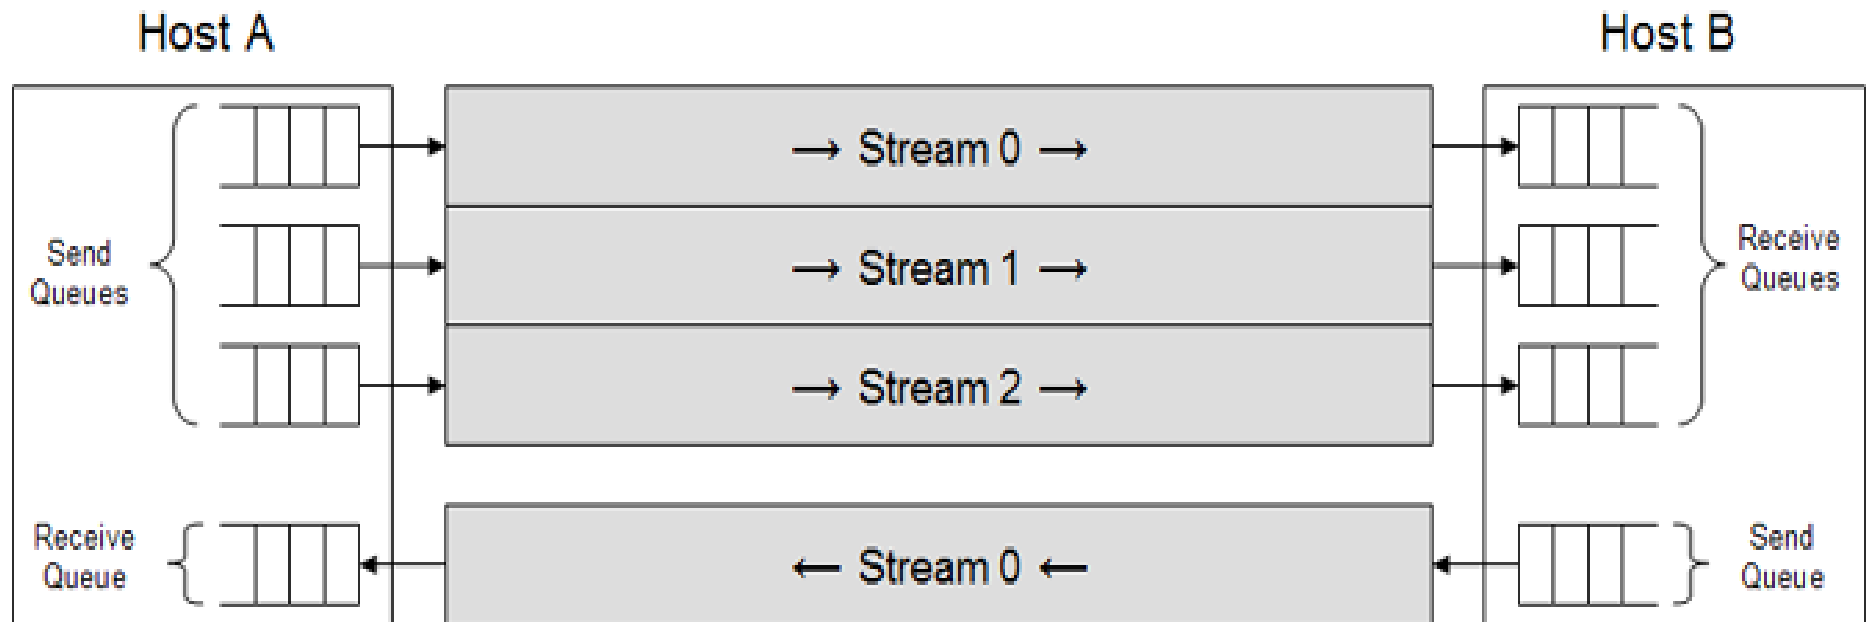 Host A
Host B
→ Stream 0 →
→ Stream 1 →
→ Stream 2 →
Send
Queues
Receive
Queues
Receive
Queue
← Stream 0 ←
Send
Queue